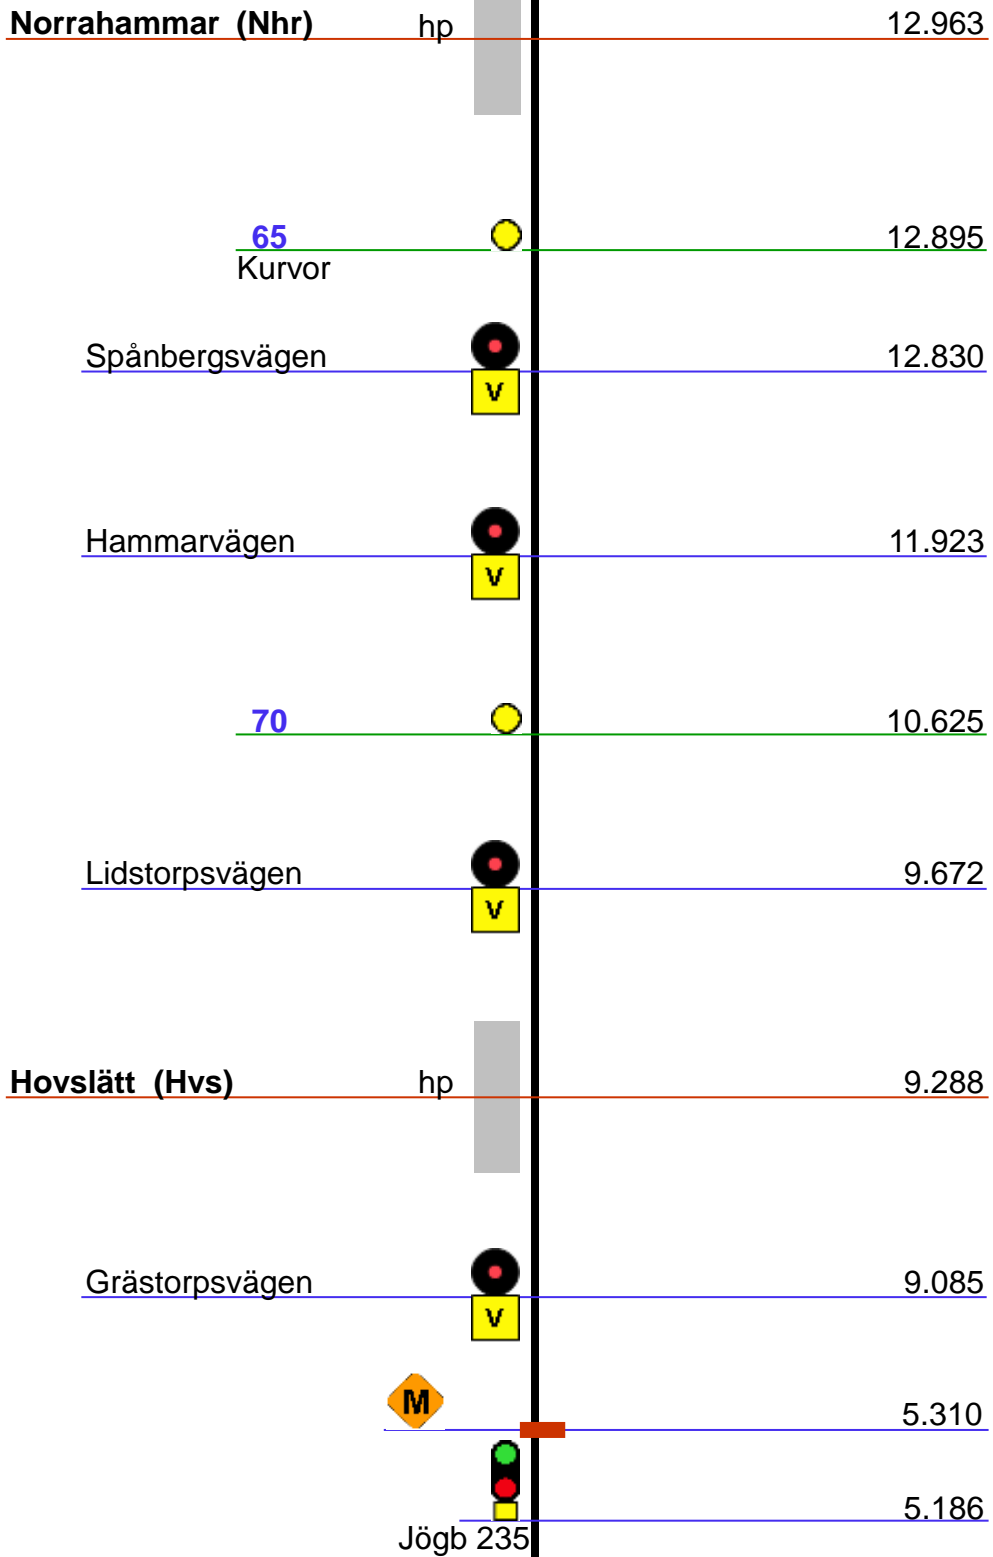 Norrahammar (Nhr) hp 12.963
65 12.895
Kurvor
Spånbergsvägen 12.830
V
Hammarvägen 11.923
V
70 10.625
Lidstorpsvägen 9.672
V
Hovslätt (Hvs) hp 9.288
Grästorpsvägen 9.085
V
M 5.310
5.186
Jögb 235